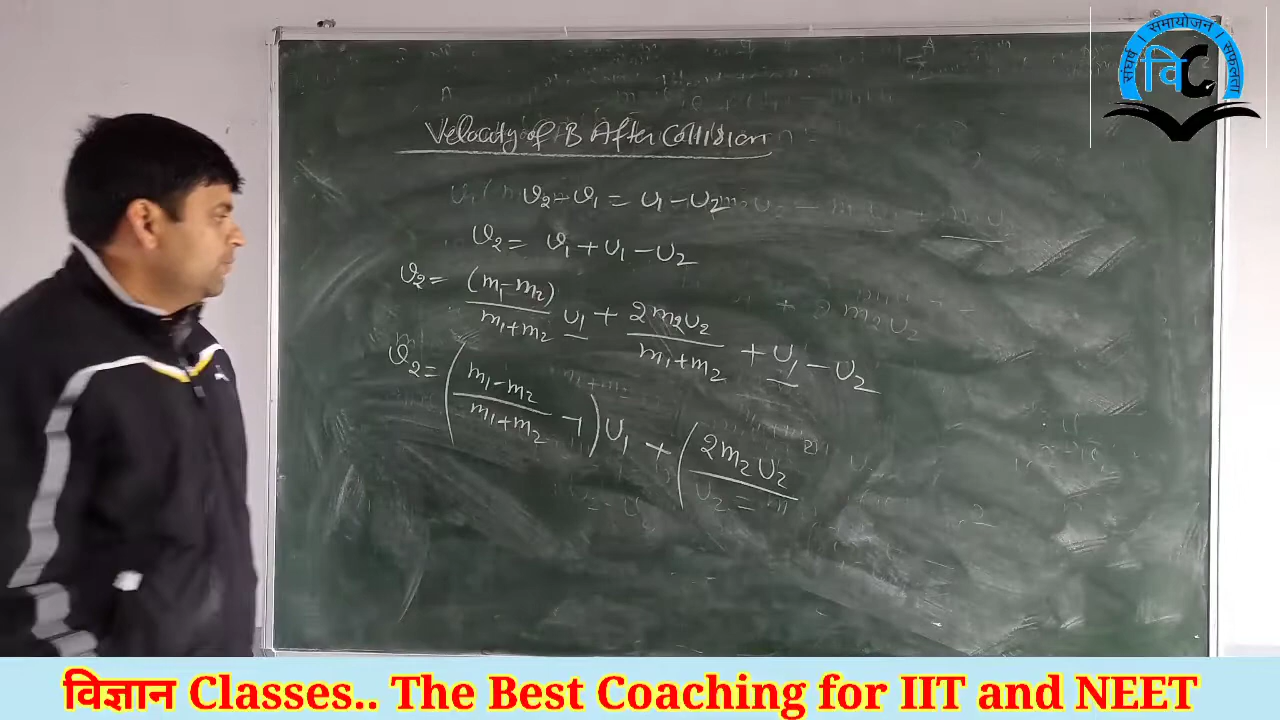 संघर्ष । समायोजन । सफलता
वि C
Velocity of B After Collision
v₂ - v₁ = U₁ - U₂
v₂ = v₁ + U₁ - U₂
v₂ = (m₁-m₂)/(m₁+m₂) U₁ + 2m₂U₂/(m₁+m₂) + U₁ - U₂
v₂ = (m₁-m₂/m₁+m₂ -1) U₁ + (2m₂U₂
विज्ञान Classes.. The Best Coaching for IIT and NEET